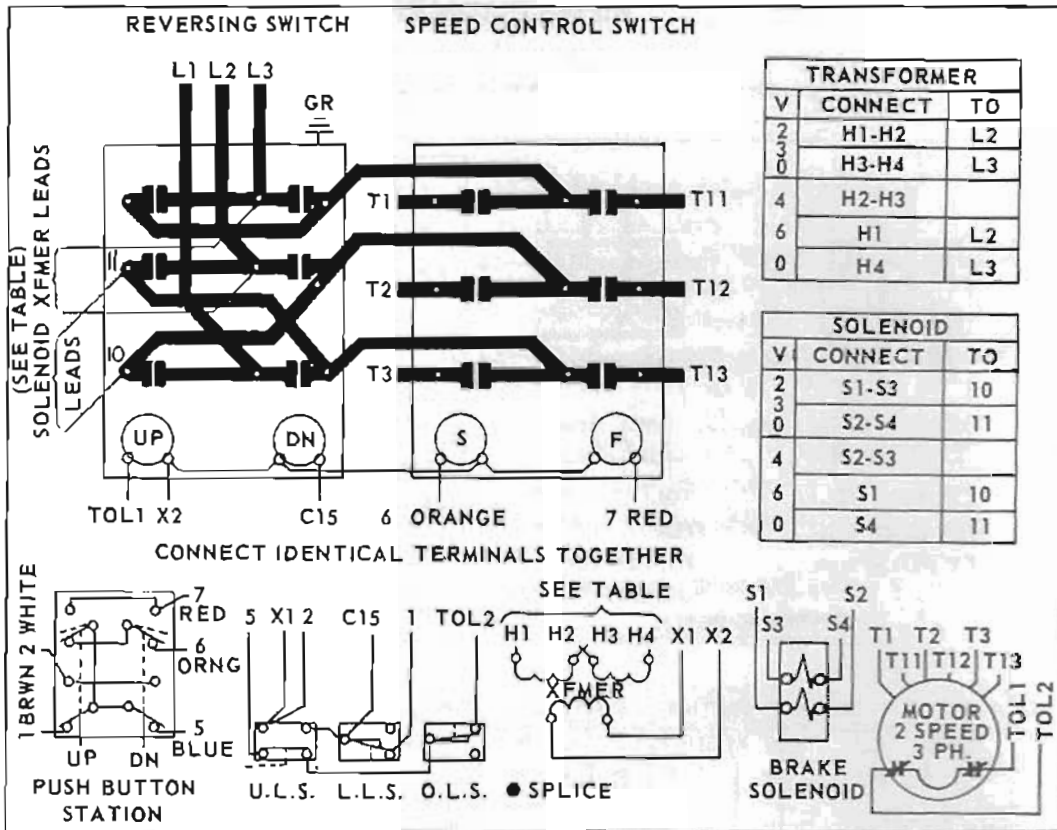 REVERSING SWITCH SPEED CONTROL SWITCH
L1 L2 L3
GR
(SEE TABLE)
SOLENOID XFMER LEADS
LEADS
11
10
T1 T11
T2 T12
T3 T13
UP DN S F
TOL1 X2 C15 6 ORANGE 7 RED
CONNECT IDENTICAL TERMINALS TOGETHER
TRANSFORMER
V CONNECT TO
230 H1-H2 L2
H3-H4 L3
460 H2-H3
H1 L2
H4 L3
SOLENOID
V CONNECT TO
230 S1-S3 10
S2-S4 11
460 S2-S3
S1 10
S4 11
1 BRWN 2 WHITE
7
RED
6
ORNG
5
BLUE
UP DN
PUSH BUTTON
STATION
5 X1 2 C15 1 TOL2
U.L.S. L.L.S. O.L.S. ● SPLICE
SEE TABLE
H1 H2 H3 H4 X1 X2
XFMER
S1 S2
S3 S4
BRAKE
SOLENOID
T1 T2 T3
T11 T12 T13
MOTOR
2 SPEED
3 PH.
TOL1
TOL2